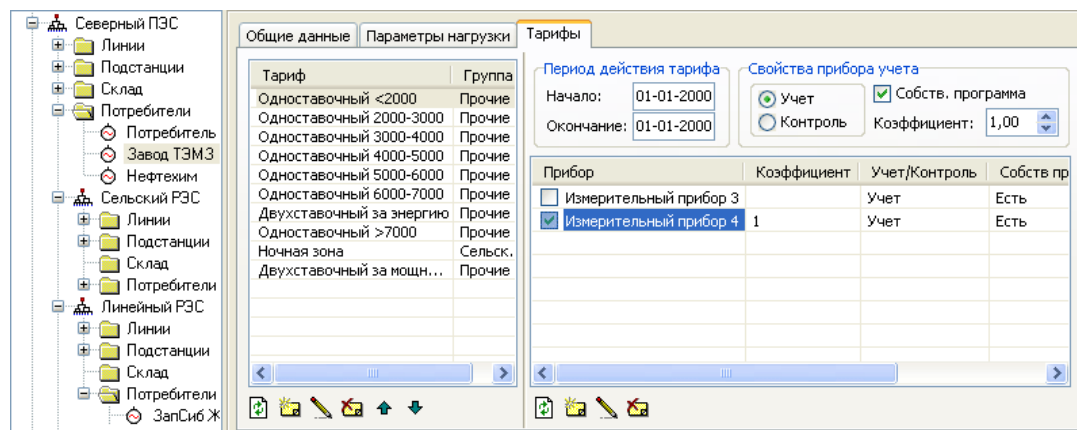 Северный ПЭС
Линии
Подстанции
Склад
Потребители
Потребитель
Завод ТЭМЗ
Нефтехим
Сельский РЭС
Линии
Подстанции
Склад
Потребители
Линейный РЭС
Линии
Подстанции
Склад
Потребители
ЗапСиб Ж
Общие данные Параметры нагрузки Тарифы
Тариф Группа
Одноставочный <2000 Прочие
Одноставочный 2000-3000 Прочие
Одноставочный 3000-4000 Прочие
Одноставочный 4000-5000 Прочие
Одноставочный 5000-6000 Прочие
Одноставочный 6000-7000 Прочие
Двухставочный за энергию Прочие
Одноставочный >7000 Прочие
Ночная зона Сельск.
Двухставочный за мощн... Прочие
Период действия тарифа
Начало: 01-01-2000
Окончание: 01-01-2000
Свойства прибора учета
Учет
Контроль
Собств. программа
Коэффициент: 1,00
Прибор Коэффициент Учет/Контроль Собств пр
Измерительный прибор 3 Учет Есть
Измерительный прибор 4 1 Учет Есть